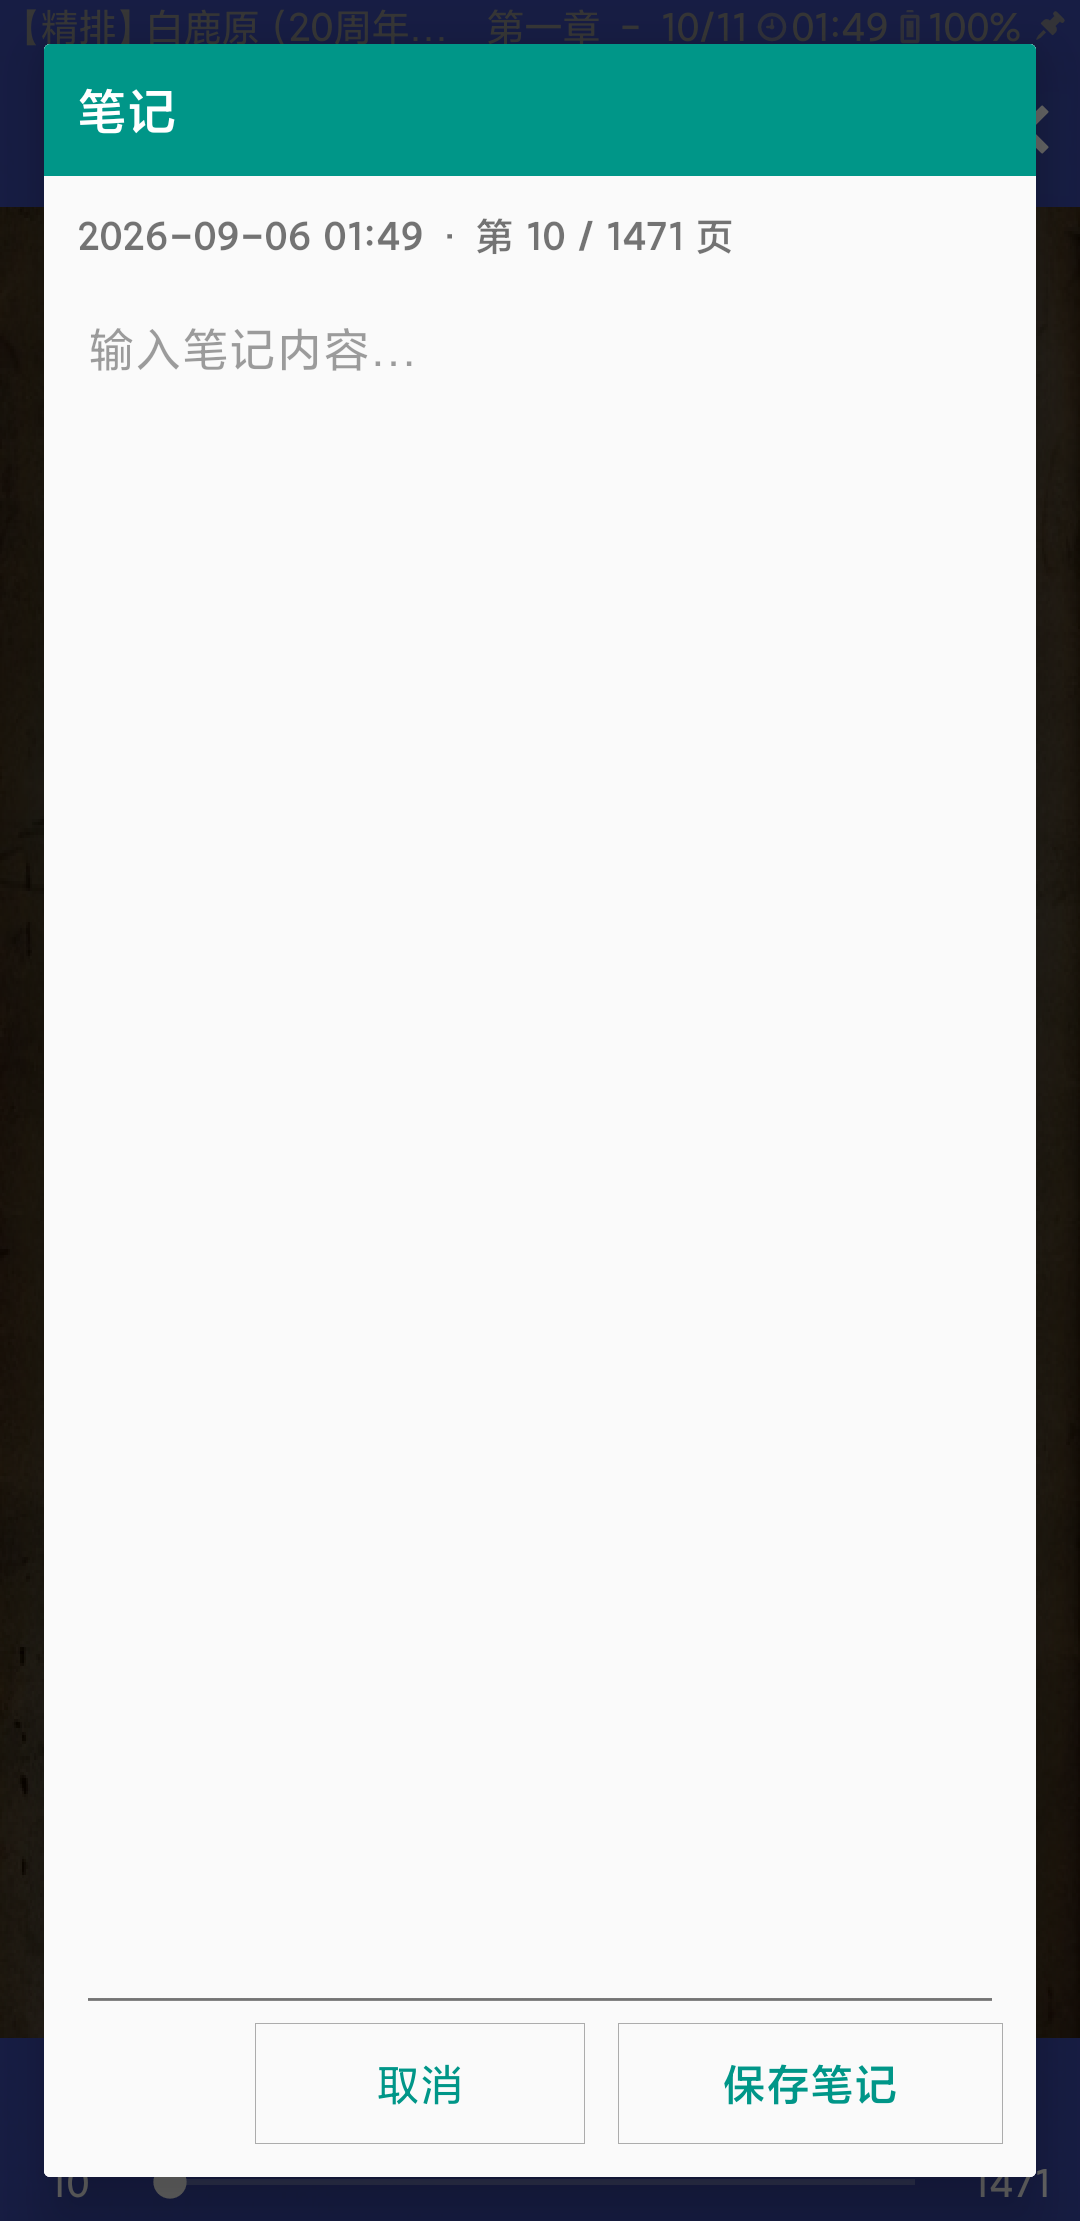 【精排】白鹿原（20周年... 第一章 - 10/11 01:49 100%
笔记
2026-09-06 01:49 · 第 10 / 1471 页
输入笔记内容...
取消 保存笔记
10 1471